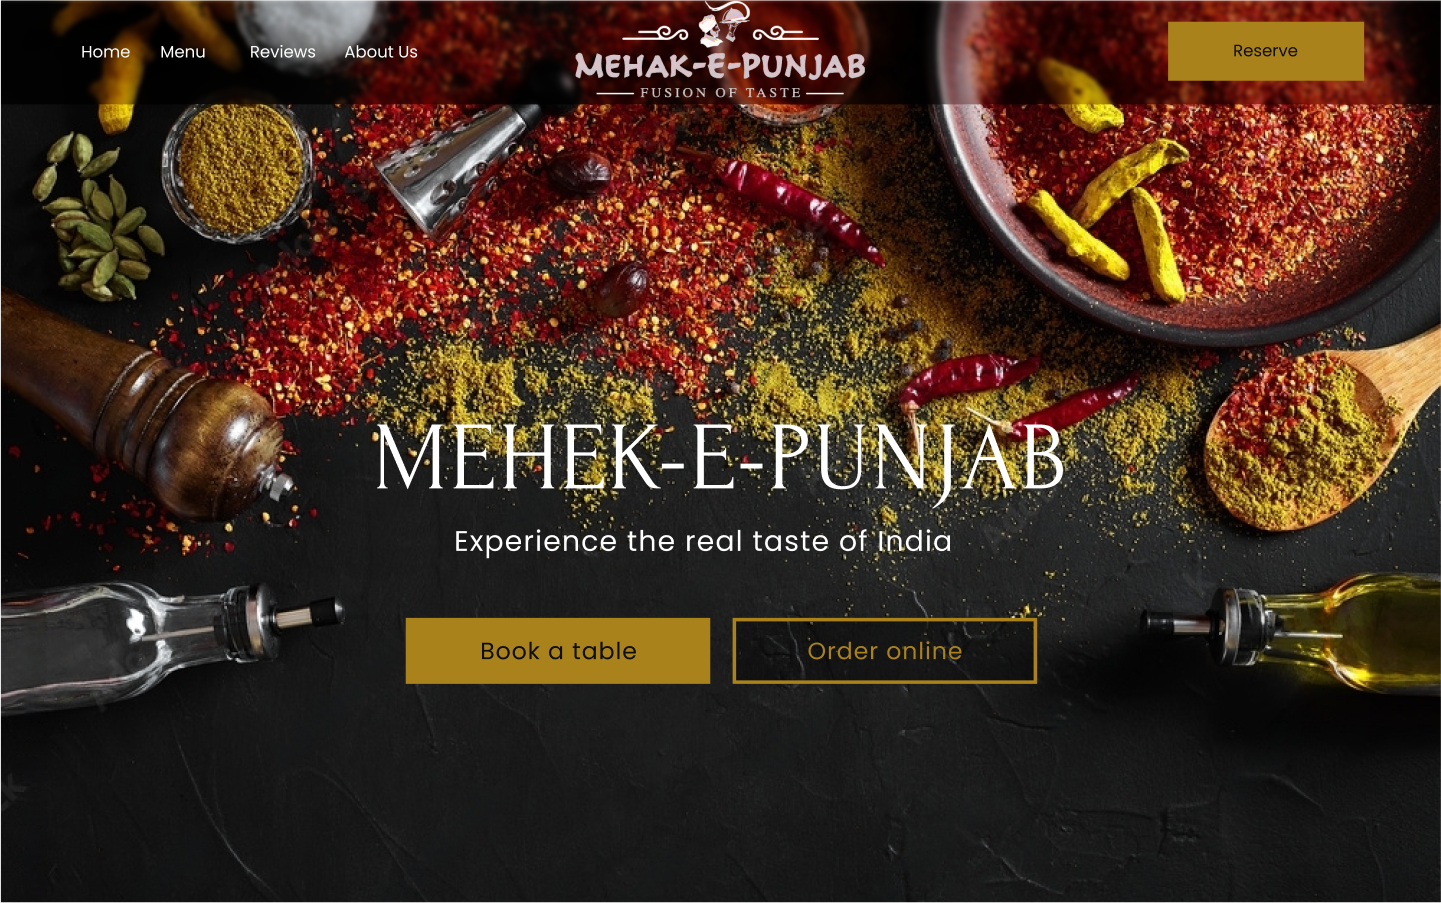 Home Menu Reviews About Us
MEHAK-E-PUNJAB
FUSION OF TASTE
Reserve
MEHEK-E-PUNJAB
Experience the real taste of India
Book a table
Order online